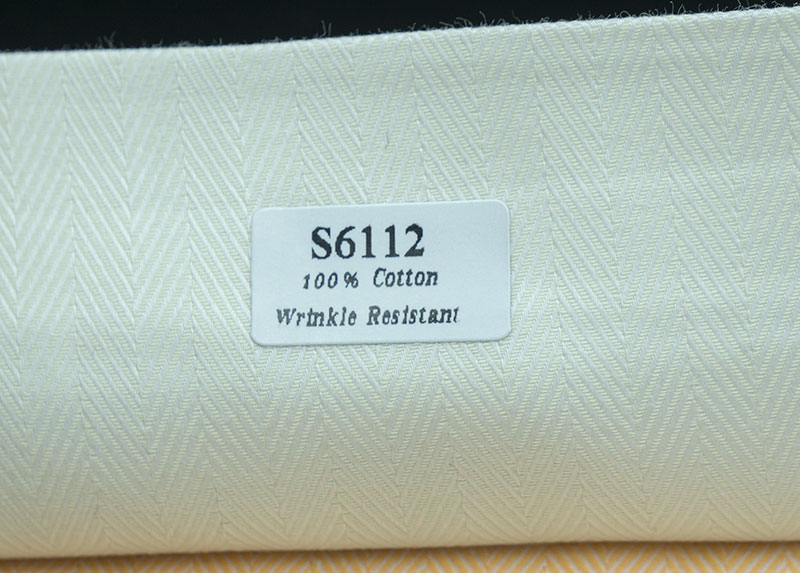 S6112
100% Cotton
Wrinkle Resistant